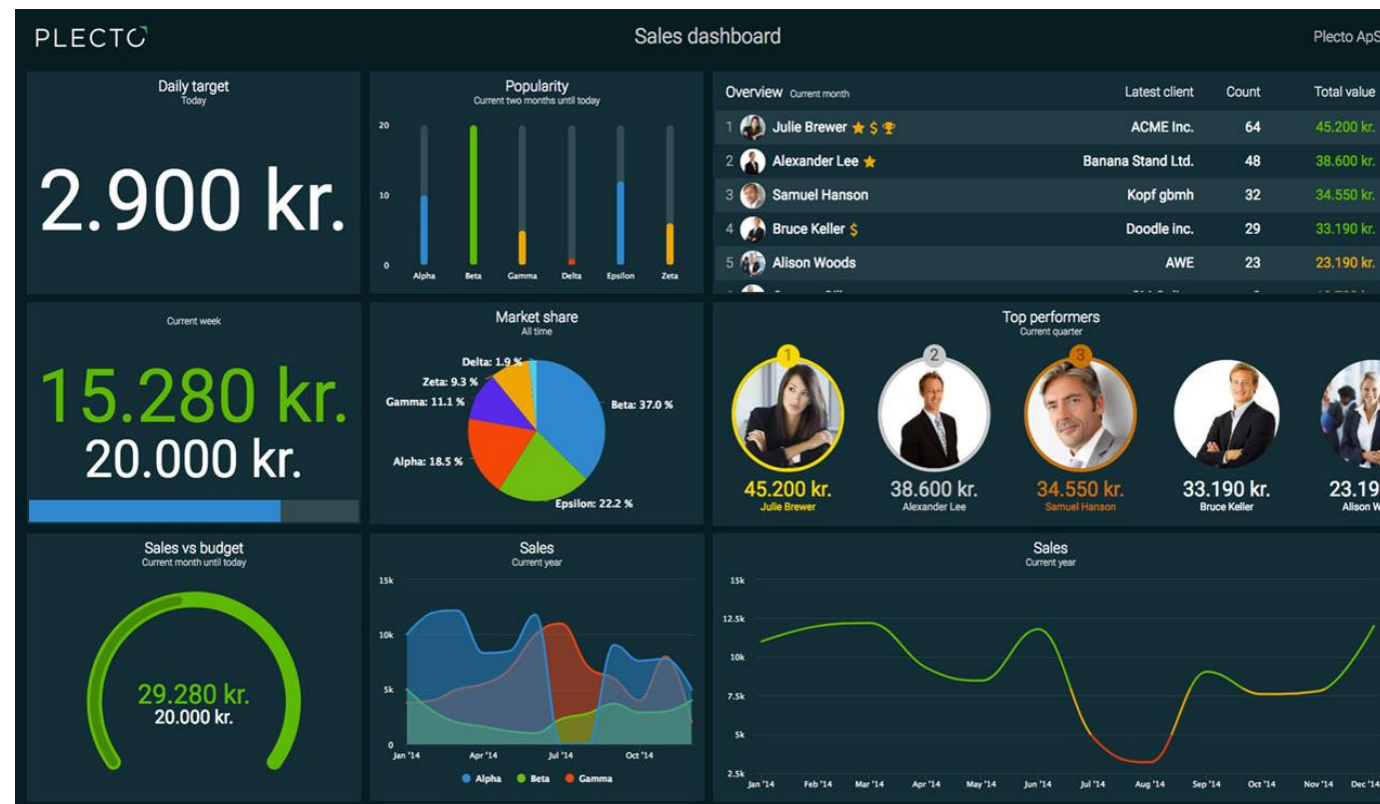 PLECTO
Sales dashboard
Plecto ApS
Daily target
Today
2.900 kr.
Popularity
Current two months until today
20
10
0
Alpha Beta Gamma Delta Epsilon Zeta
Overview Current month Latest client Count Total value
1 Julie Brewer ACME Inc. 64 45.200 kr.
2 Alexander Lee Banana Stand Ltd. 48 38.600 kr.
3 Samuel Hanson Kopf gbmh 32 34.550 kr.
4 Bruce Keller Doodle inc. 29 33.190 kr.
5 Alison Woods AWE 23 23.190 kr.
Current week
15.280 kr.
20.000 kr.
Market share
All time
Delta: 1.9 %
Zeta: 9.3 %
Gamma: 11.1 %
Beta: 37.0 %
Alpha: 18.5 %
Epsilon: 22.2 %
Top performers
Current quarter
1 2 3
45.200 kr. 38.600 kr. 34.550 kr. 33.190 kr. 23.19
Julie Brewer Alexander Lee Samuel Hanson Bruce Keller Alison W
Sales vs budget
Current month until today
29.280 kr.
20.000 kr.
Sales
Current year
15k
10k
5k
0
Jan '14 Apr '14 Jul '14 Oct '14
Alpha Beta Gamma
Sales
Current year
15k
12.5k
10k
7.5k
5k
2.5k
Jan '14 Feb '14 Mar '14 Apr '14 May '14 Jun '14 Jul '14 Aug '14 Sep '14 Oct '14 Nov '14 Dec '14